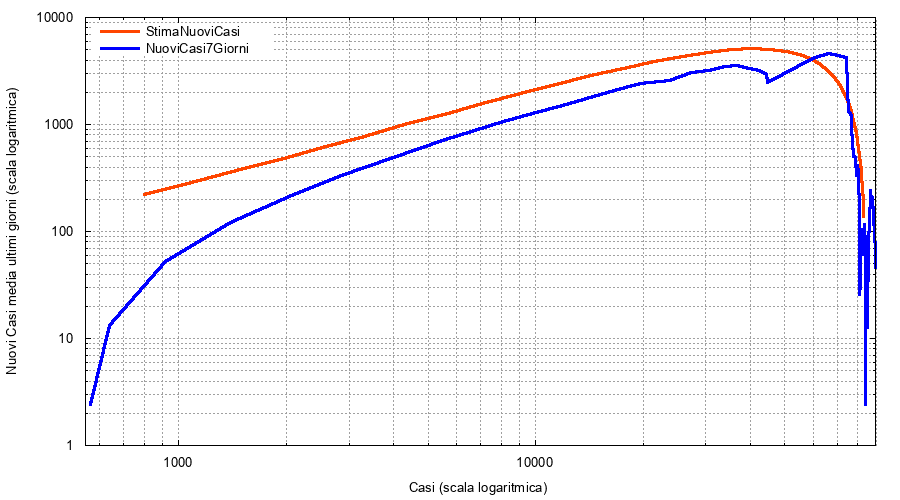 10000
StimaNuoviCasi
NuoviCasi7Giorni
1000
100
10
1
Nuovi Casi media ultimi giorni (scala logaritmica)
1000
10000
Casi (scala logaritmica)